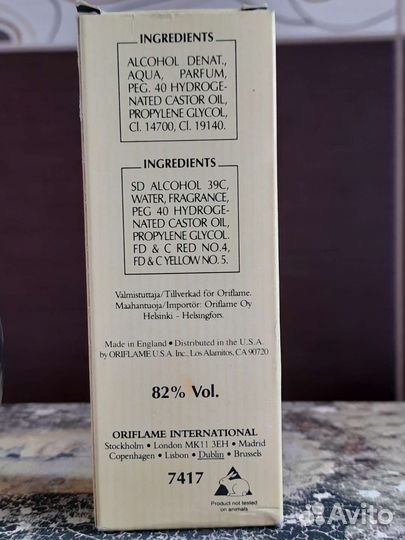 INGREDIENTS
ALCOHOL DENAT.,
AQUA, PARFUM,
PEG. 40 HYDROGE-
NATED CASTOR OIL,
PROPYLENE GLYCOL,
Cl. 14700, Cl. 19140.
INGREDIENTS
SD ALCOHOL 39C,
WATER, FRAGRANCE,
PEG 40 HYDROGE-
NATED CASTOR OIL,
PROPYLENE GLYCOL.
FD & C RED NO.4,
FD & C YELLOW NO. 5.
Valmistuttaja/Tillverkad för Oriflame.
Maahantuoja/Importör: Oriflame Oy
Helsinki - Helsingfors.
Made in England • Distributed in the U.S.A.
by ORIFLAME U.S.A. Inc., Los Alamitos, CA 90720
82% Vol.
ORIFLAME INTERNATIONAL
Stockholm • London MK11 3EH • Madrid
Copenhagen • Lisbon • Dublin • Brussels
7417
Product not tested
on animals
Avito